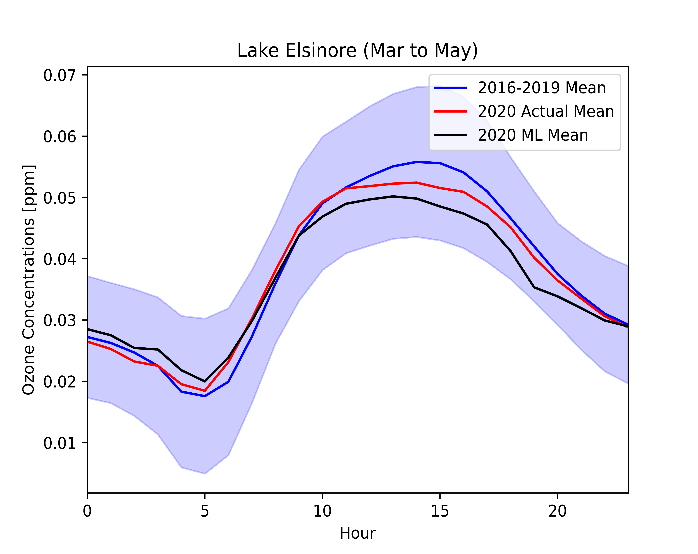 Lake Elsinore (Mar to May)
2016-2019 Mean
2020 Actual Mean
2020 ML Mean
Ozone Concentrations [ppm]
0.07
0.06
0.05
0.04
0.03
0.02
0.01
0 5 10 15 20
Hour